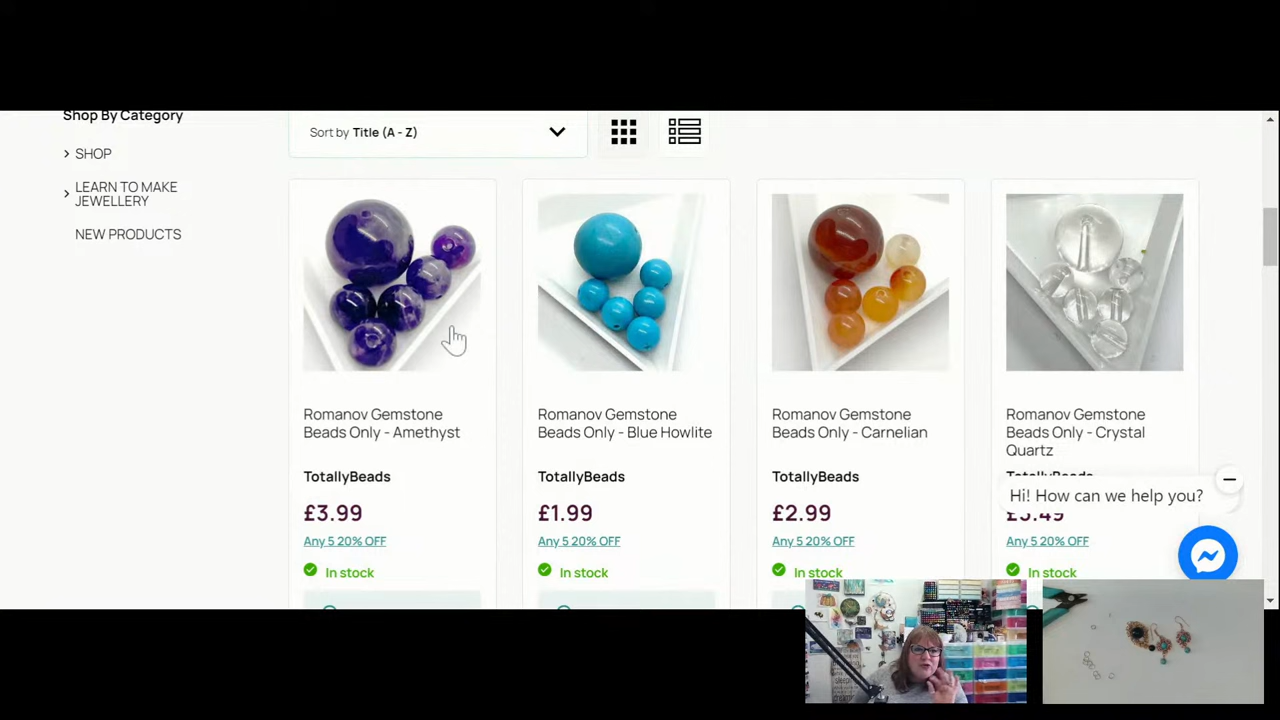 Shop By Category
Sort by Title (A - Z)
SHOP
LEARN TO MAKE
JEWELLERY
NEW PRODUCTS
Romanov Gemstone
Beads Only - Amethyst
TotallyBeads
£3.99
Any 5 20% OFF
In stock
Romanov Gemstone
Beads Only - Blue Howlite
TotallyBeads
£1.99
Any 5 20% OFF
In stock
Romanov Gemstone
Beads Only - Carnelian
TotallyBeads
£2.99
Any 5 20% OFF
In stock
Romanov Gemstone
Beads Only - Crystal
Quartz
TotallyBeads
Hi! How can we help you?
Any 5 20% OFF
In stock